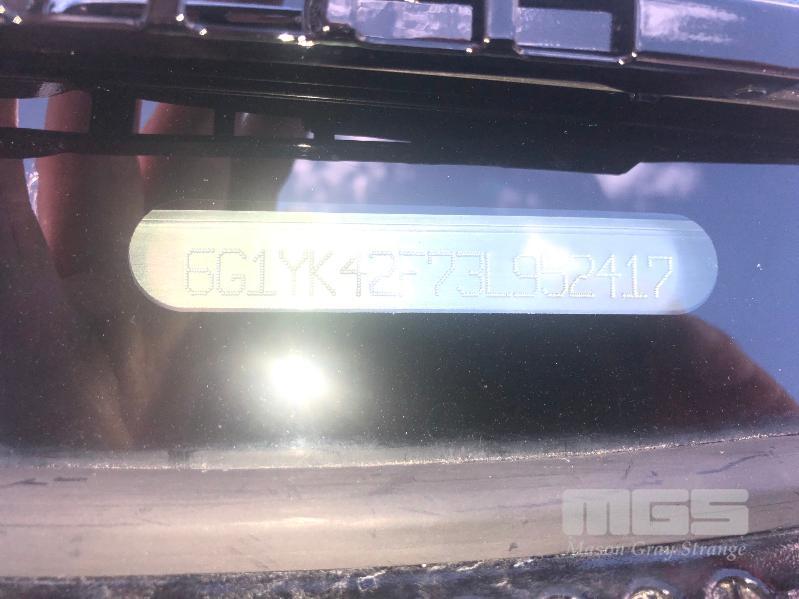 6G1YK42F73L952417
MGS
Mason Gray Strange